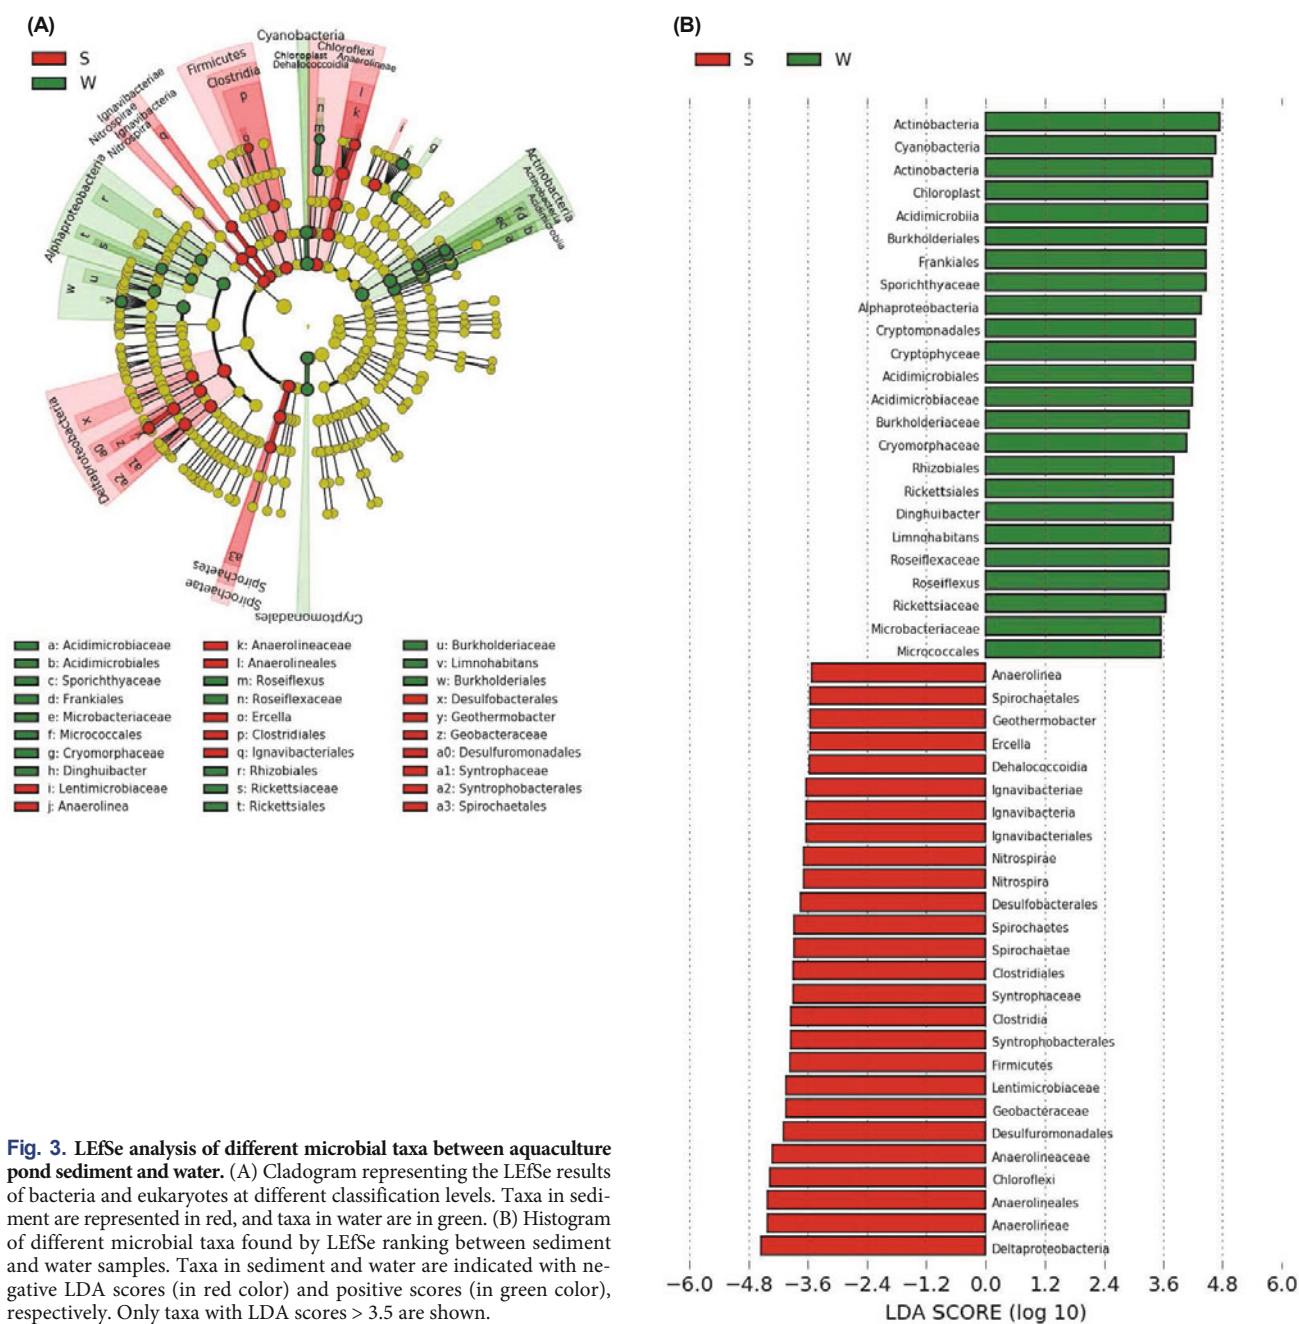 (A)
S
W
Cyanobacteria
Chloroplast
Dehalococcoidia
Chloroflexi
Anaerolineae
Firmicutes
Clostridia
p
o
n
m
l
k
j
i
h
g
Ignavibacteriae
Nitrospirae
Ignavibacteria
Nitrospira
q
Alphaproteobacteria
r
t
s
w
u
v
Actinobacteria
Actinobacteria
Acidimicrobiia
f
d
e
c
b
a
Deltaproteobacteria
x
a0
z
y
a2
a1
a3
Spirochaetes
Spirochaetae
Cryptomonadales
a: Acidimicrobiaceae
b: Acidimicrobiales
c: Sporichthyaceae
d: Frankiales
e: Microbacteriaceae
f: Micrococcales
g: Cryomorphaceae
h: Dinghuibacter
i: Lentimicrobiaceae
j: Anaerolinea
k: Anaerolineaceae
l: Anaerolineales
m: Roseiflexus
n: Roseiflexaceae
o: Ercella
p: Clostridiales
q: Ignavibacteriales
r: Rhizobiales
s: Rickettsiaceae
t: Rickettsiales
u: Burkholderiaceae
v: Limnohabitans
w: Burkholderiales
x: Desulfobacterales
y: Geothermobacter
z: Geobacteraceae
a0: Desulfuromonadales
a1: Syntrophaceae
a2: Syntrophobacterales
a3: Spirochaetales
Fig. 3. LEfSe analysis of different microbial taxa between aquaculture
pond sediment and water. (A) Cladogram representing the LEfSe results
of bacteria and eukaryotes at different classification levels. Taxa in sedi-
ment are represented in red, and taxa in water are in green. (B) Histogram
of different microbial taxa found by LEfSe ranking between sediment
and water samples. Taxa in sediment and water are indicated with ne-
gative LDA scores (in red color) and positive scores (in green color),
respectively. Only taxa with LDA scores > 3.5 are shown.
(B)
S
W
Actinobacteria
Cyanobacteria
Actinobacteria
Chloroplast
Acidimicrobiia
Burkholderiales
Frankiales
Sporichthyaceae
Alphaproteobacteria
Cryptomonadales
Cryptophyceae
Acidimicrobiales
Acidimicrobiaceae
Burkholderiaceae
Cryomorphaceae
Rhizobiales
Rickettsiales
Dinghuibacter
Limnohabitans
Roseiflexaceae
Roseiflexus
Rickettsiaceae
Microbacteriaceae
Micrococcales
Anaerolinea
Spirochaetales
Geothermobacter
Ercella
Dehalococcoidia
Ignavibacteriae
Ignavibacteria
Ignavibacteriales
Nitrospirae
Nitrospira
Desulfobacterales
Spirochaetes
Spirochaetae
Clostridiales
Syntrophaceae
Clostridia
Syntrophobacterales
Firmicutes
Lentimicrobiaceae
Geobacteraceae
Desulfuromonadales
Anaerolineaceae
Chloroflexi
Anaerolineales
Anaerolineae
Deltaproteobacteria
−6.0 −4.8 −3.6 −2.4 −1.2 0.0 1.2 2.4 3.6 4.8 6.0
LDA SCORE (log 10)